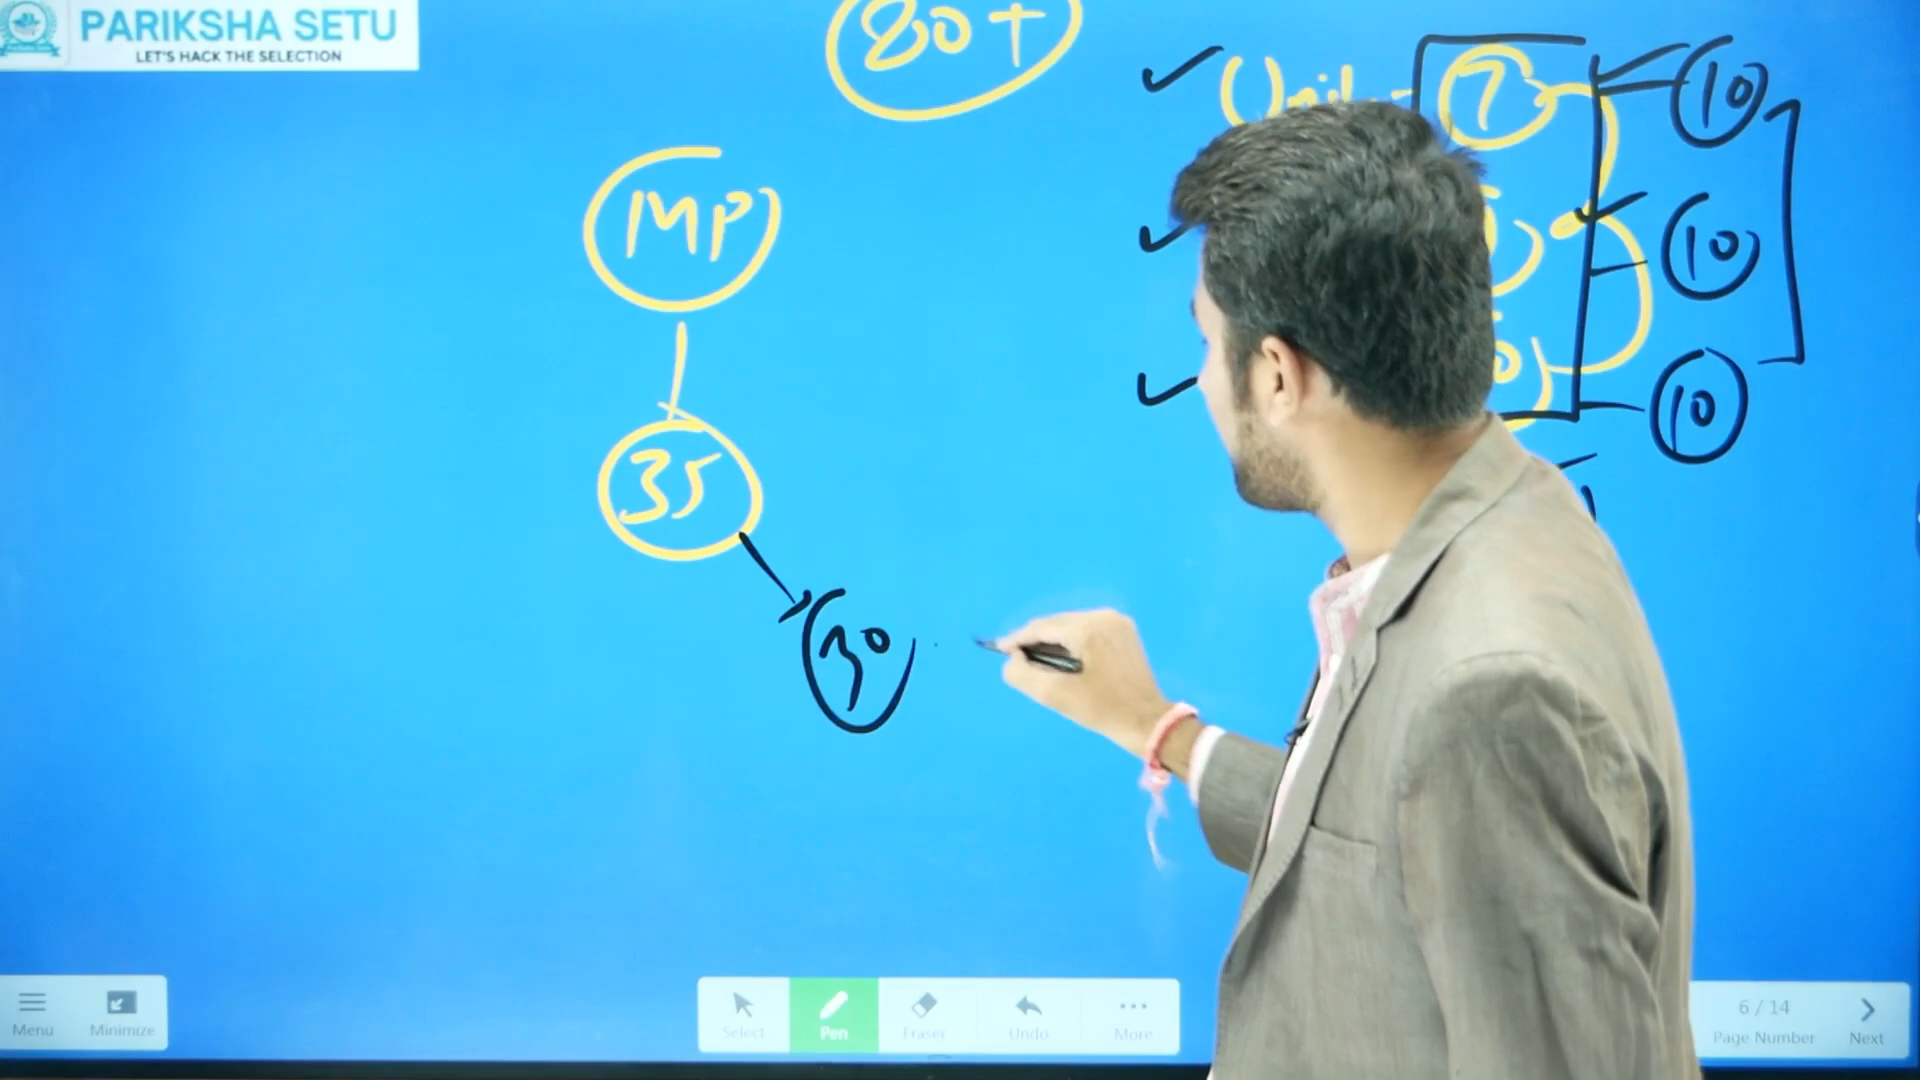 PARIKSHA SETU
LET'S HACK THE SELECTION
80+
Unit - 7
10
MP
10
10
35
30
Menu
Minimize
Select
Pen
Eraser
Undo
More
6 / 14
Page Number
Next